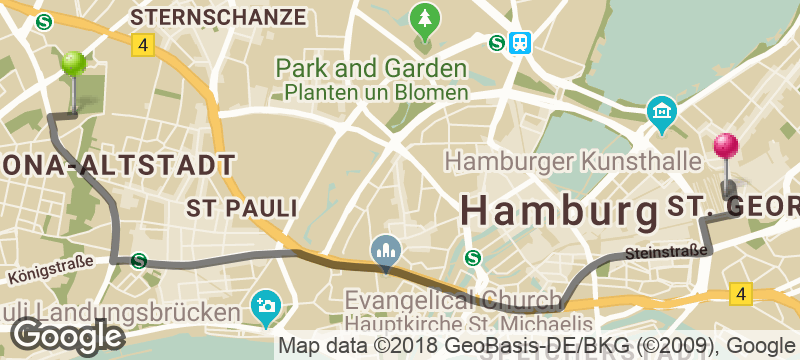 STERNSCHANZE
4
S
S
Park and Garden
Planten un Blomen
ONA-ALTSTADT
Hamburger Kunsthalle
ST PAULI
Hamburg
ST. GEOR
Steinstraße
S
S
Königstraße
Evangelical Church
Hauptkirche St. Michaelis
uli Landungsbrücken
4
Google
Map data ©2018 GeoBasis-DE/BKG (©2009), Google